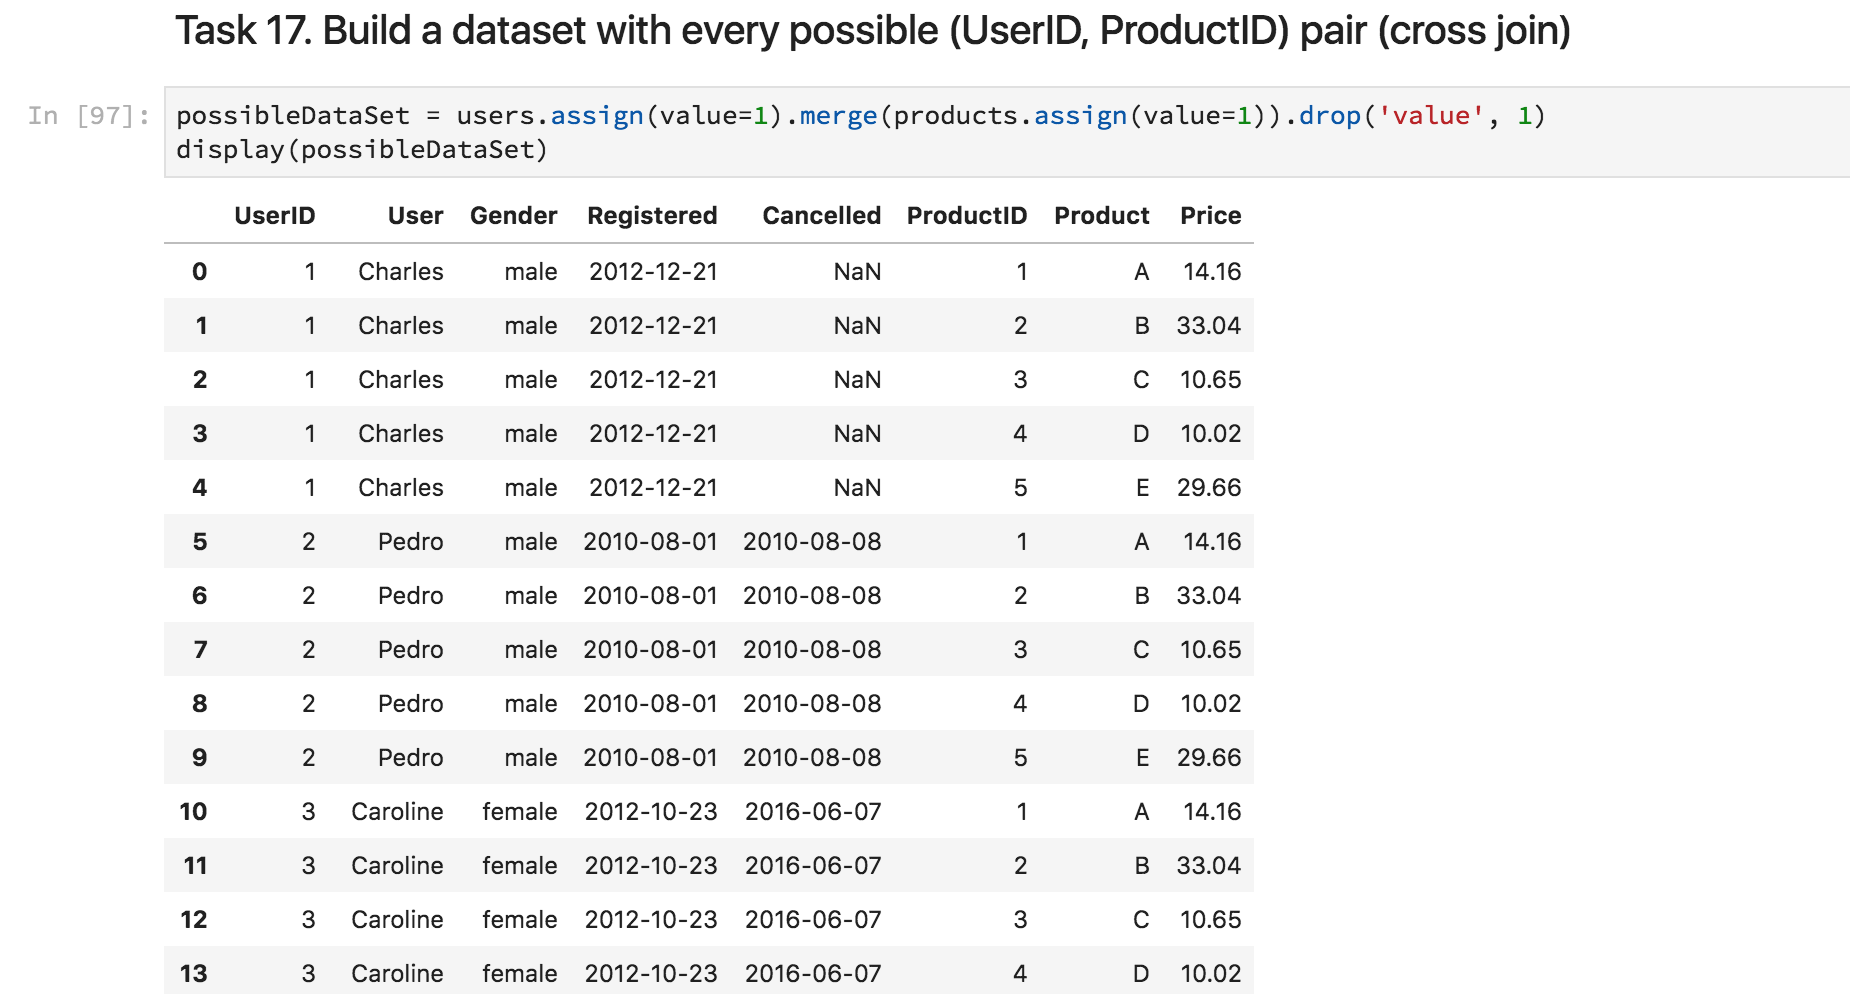 Task 17. Build a dataset with every possible (UserID, ProductID) pair (cross join)
In [97]: possibleDataSet = users.assign(value=1).merge(products.assign(value=1)).drop('value', 1)
display(possibleDataSet)
UserID User Gender Registered Cancelled ProductID Product Price
0 1 Charles male 2012-12-21 NaN 1 A 14.16
1 1 Charles male 2012-12-21 NaN 2 B 33.04
2 1 Charles male 2012-12-21 NaN 3 C 10.65
3 1 Charles male 2012-12-21 NaN 4 D 10.02
4 1 Charles male 2012-12-21 NaN 5 E 29.66
5 2 Pedro male 2010-08-01 2010-08-08 1 A 14.16
6 2 Pedro male 2010-08-01 2010-08-08 2 B 33.04
7 2 Pedro male 2010-08-01 2010-08-08 3 C 10.65
8 2 Pedro male 2010-08-01 2010-08-08 4 D 10.02
9 2 Pedro male 2010-08-01 2010-08-08 5 E 29.66
10 3 Caroline female 2012-10-23 2016-06-07 1 A 14.16
11 3 Caroline female 2012-10-23 2016-06-07 2 B 33.04
12 3 Caroline female 2012-10-23 2016-06-07 3 C 10.65
13 3 Caroline female 2012-10-23 2016-06-07 4 D 10.02